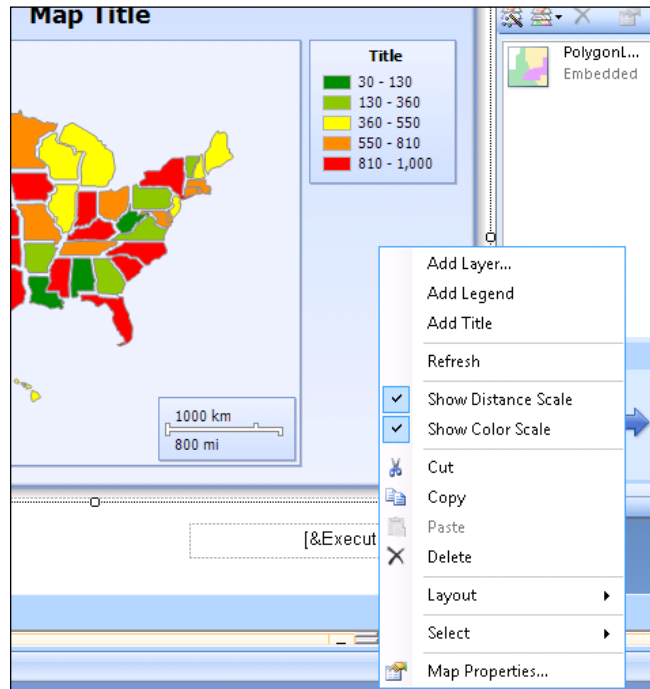 Map Title
Title
30 - 130
130 - 360
360 - 550
550 - 810
810 - 1,000
PolygonL...
Embedded
1000 km
800 mi
[&Execut
Add Layer...
Add Legend
Add Title
Refresh
Show Distance Scale
Show Color Scale
Cut
Copy
Paste
Delete
Layout
Select
Map Properties...